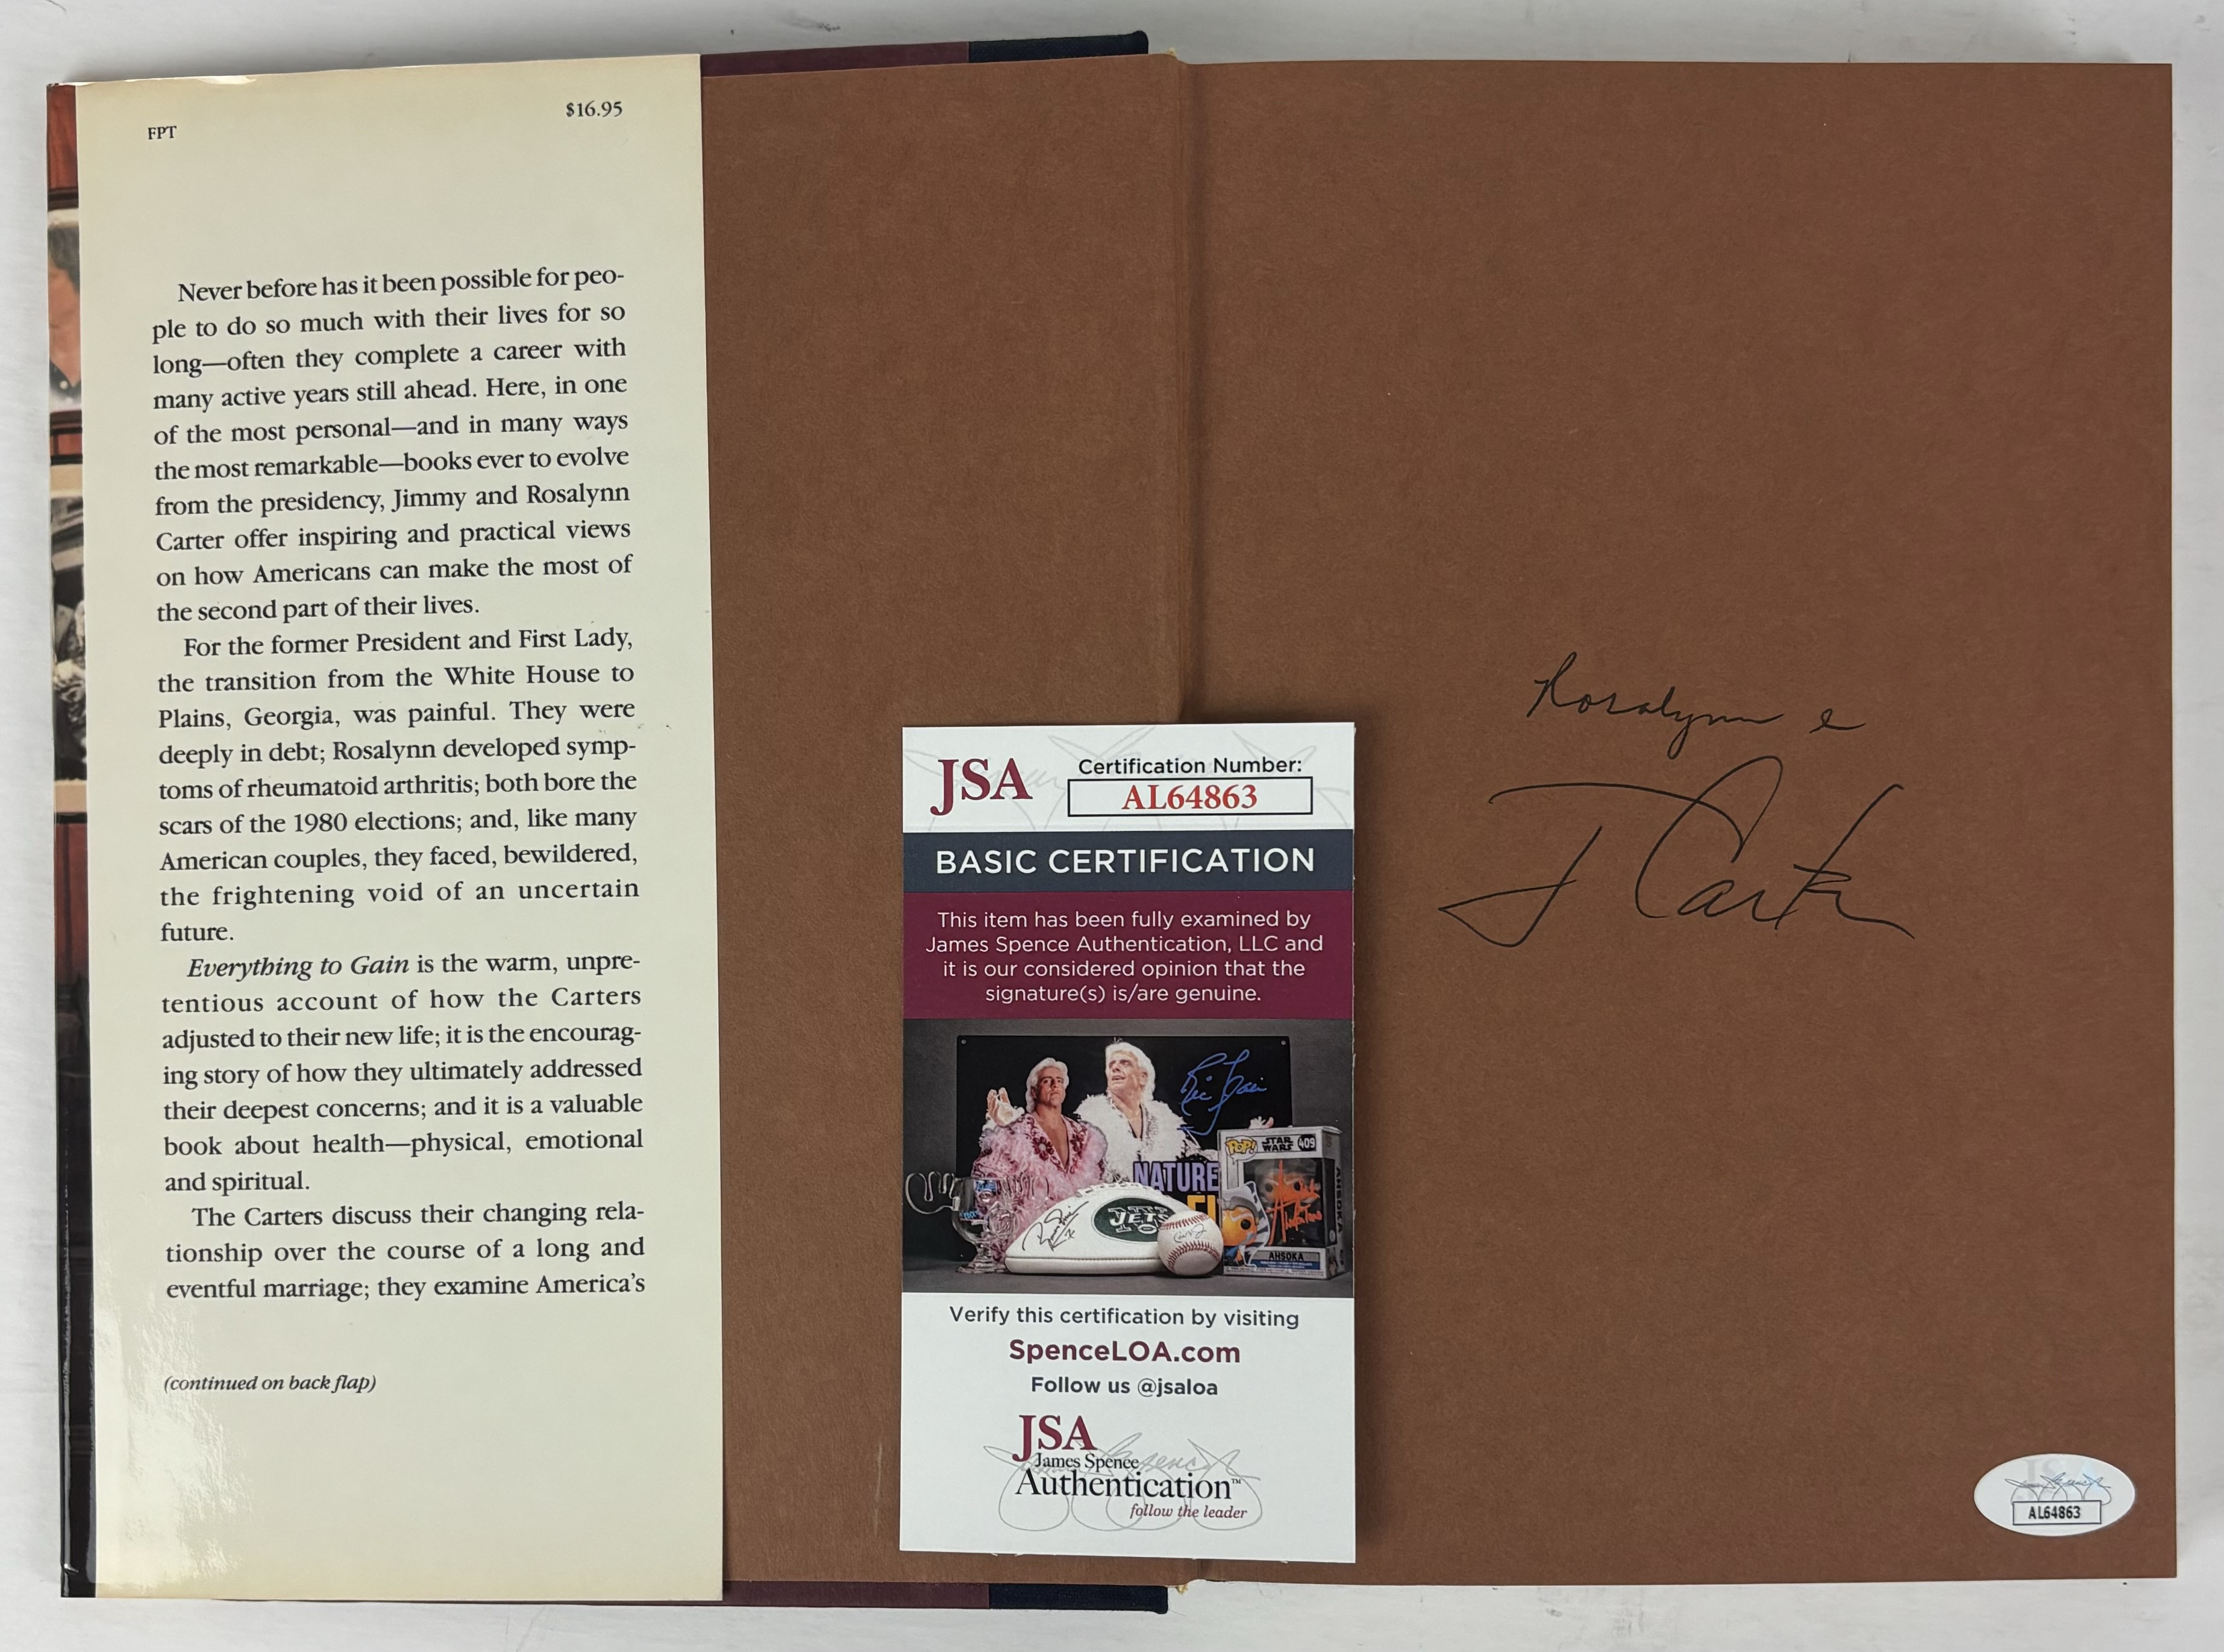 FPT
$16.95
Never before has it been possible for peo-
ple to do so much with their lives for so
long—often they complete a career with
many active years still ahead. Here, in one
of the most personal—and in many ways
the most remarkable—books ever to evolve
from the presidency, Jimmy and Rosalynn
Carter offer inspiring and practical views
on how Americans can make the most of
the second part of their lives.
For the former President and First Lady,
the transition from the White House to
Plains, Georgia, was painful. They were
deeply in debt; Rosalynn developed symp-
toms of rheumatoid arthritis; both bore the
scars of the 1980 elections; and, like many
American couples, they faced, bewildered,
the frightening void of an uncertain
future.
Everything to Gain is the warm, unpre-
tentious account of how the Carters
adjusted to their new life; it is the encourag-
ing story of how they ultimately addressed
their deepest concerns; and it is a valuable
book about health—physical, emotional
and spiritual.
The Carters discuss their changing rela-
tionship over the course of a long and
eventful marriage; they examine America's
(continued on back flap)
JSA
Certification Number:
AL64863
BASIC CERTIFICATION
This item has been fully examined by
James Spence Authentication, LLC and
it is our considered opinion that the
signature(s) is/are genuine.
Ric Flair
NATURE
JETS
POP!
STAR WARS
409
AHSOKA
AHSOKA
Verify this certification by visiting
SpenceLOA.com
Follow us @jsaloa
JSA
James Spence
Authentication™
follow the leader
Rosalynn e
J Carter
JSA
AL64863